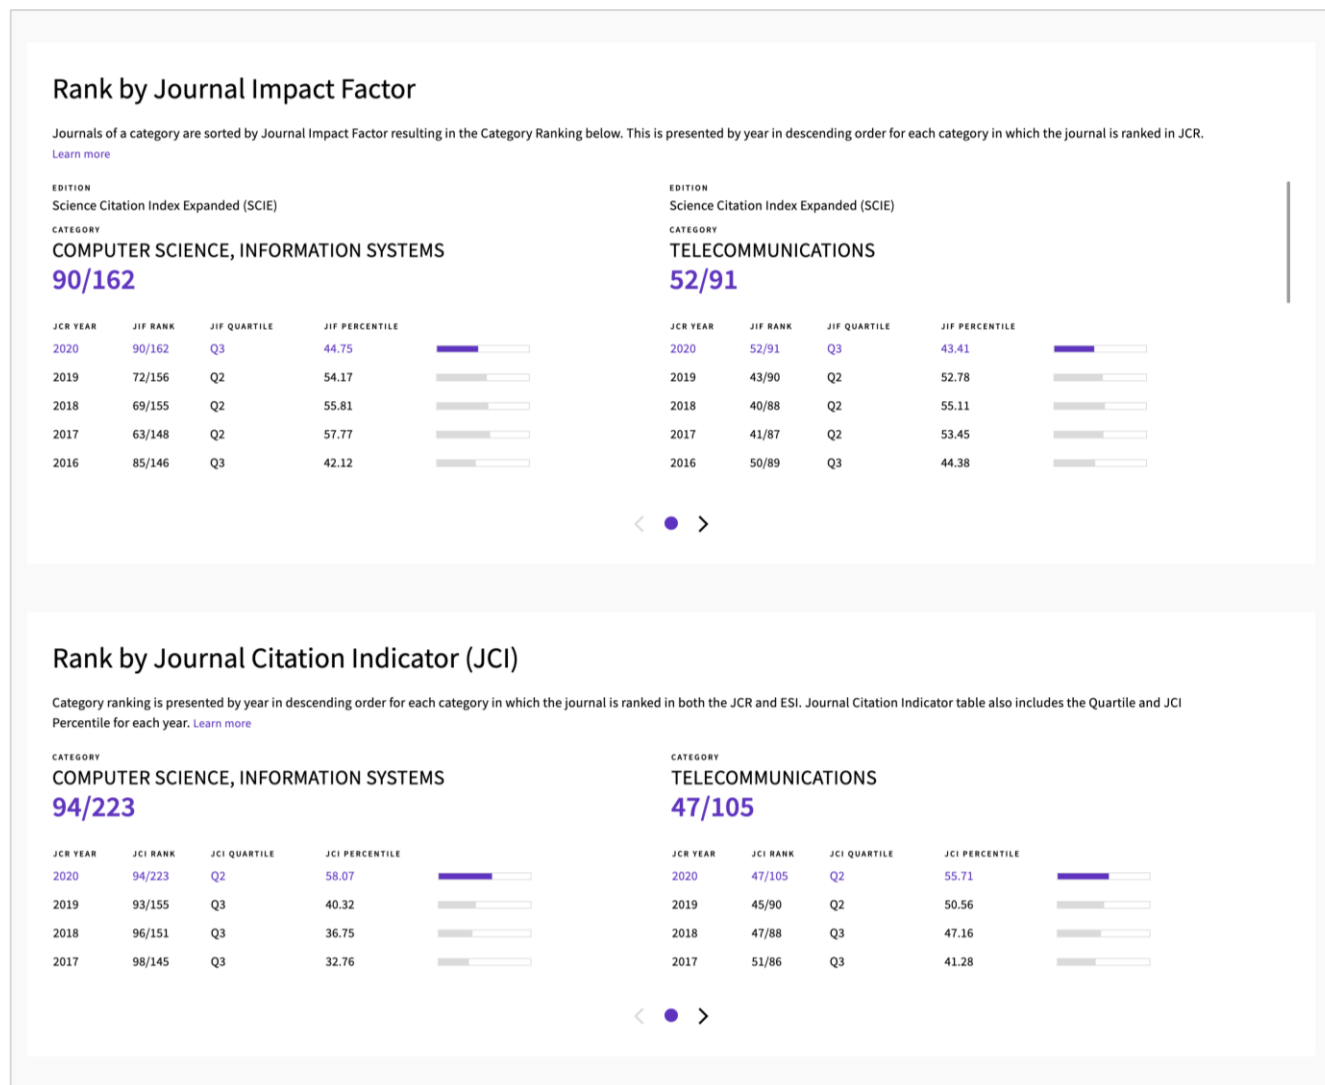 Rank by Journal Impact Factor
Journals of a category are sorted by Journal Impact Factor resulting in the Category Ranking below. This is presented by year in descending order for each category in which the journal is ranked in JCR.
Learn more
EDITION
Science Citation Index Expanded (SCIE)
CATEGORY
COMPUTER SCIENCE, INFORMATION SYSTEMS
90/162
JCR YEAR JIF RANK JIF QUARTILE JIF PERCENTILE
2020 90/162 Q3 44.75
2019 72/156 Q2 54.17
2018 69/155 Q2 55.81
2017 63/148 Q2 57.77
2016 85/146 Q3 42.12
EDITION
Science Citation Index Expanded (SCIE)
CATEGORY
TELECOMMUNICATIONS
52/91
JCR YEAR JIF RANK JIF QUARTILE JIF PERCENTILE
2020 52/91 Q3 43.41
2019 43/90 Q2 52.78
2018 40/88 Q2 55.11
2017 41/87 Q2 53.45
2016 50/89 Q3 44.38
Rank by Journal Citation Indicator (JCI)
Category ranking is presented by year in descending order for each category in which the journal is ranked in both the JCR and ESI. Journal Citation Indicator table also includes the Quartile and JCI
Percentile for each year. Learn more
CATEGORY
COMPUTER SCIENCE, INFORMATION SYSTEMS
94/223
JCR YEAR JCI RANK JCI QUARTILE JCI PERCENTILE
2020 94/223 Q2 58.07
2019 93/155 Q3 40.32
2018 96/151 Q3 36.75
2017 98/145 Q3 32.76
CATEGORY
TELECOMMUNICATIONS
47/105
JCR YEAR JCI RANK JCI QUARTILE JCI PERCENTILE
2020 47/105 Q2 55.71
2019 45/90 Q2 50.56
2018 47/88 Q3 47.16
2017 51/86 Q3 41.28